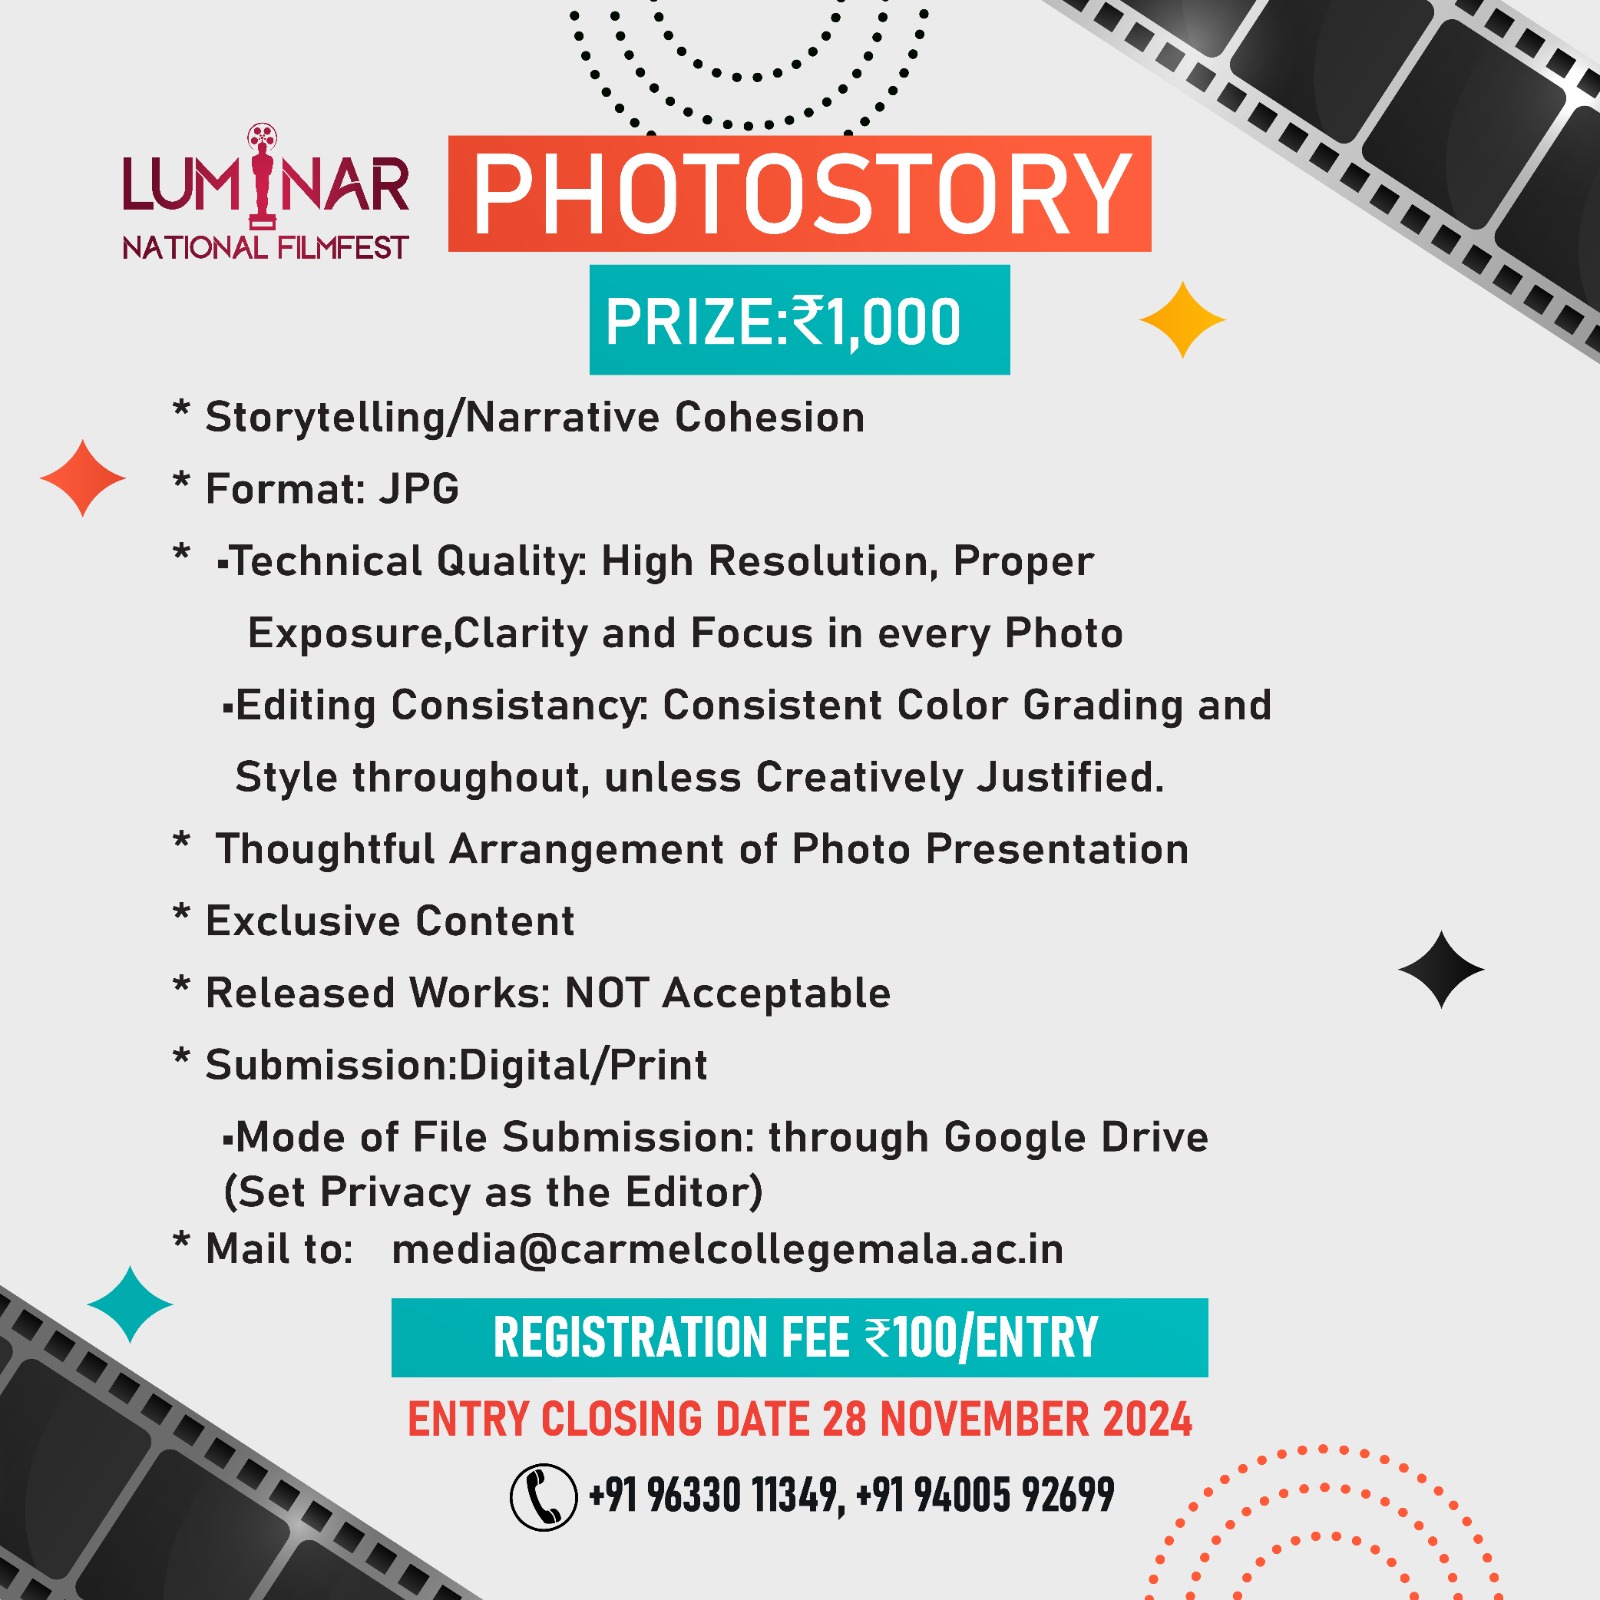 LUMINAR
NATIONAL FILMFEST
PHOTOSTORY
PRIZE:₹1,000
* Storytelling/Narrative Cohesion
* Format: JPG
* ▪Technical Quality: High Resolution, Proper
Exposure,Clarity and Focus in every Photo
▪Editing Consistancy: Consistent Color Grading and
Style throughout, unless Creatively Justified.
* Thoughtful Arrangement of Photo Presentation
* Exclusive Content
* Released Works: NOT Acceptable
* Submission:Digital/Print
▪Mode of File Submission: through Google Drive
(Set Privacy as the Editor)
* Mail to: media@carmelcollegemala.ac.in
REGISTRATION FEE ₹100/ENTRY
ENTRY CLOSING DATE 28 NOVEMBER 2024
+91 96330 11349, +91 94005 92699